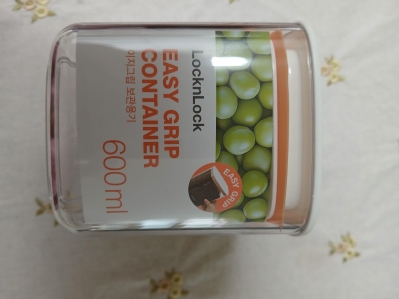 LocknLock
EASY GRIP
CONTAINER
이지그립 보관용기
600ml
EASY GRIP